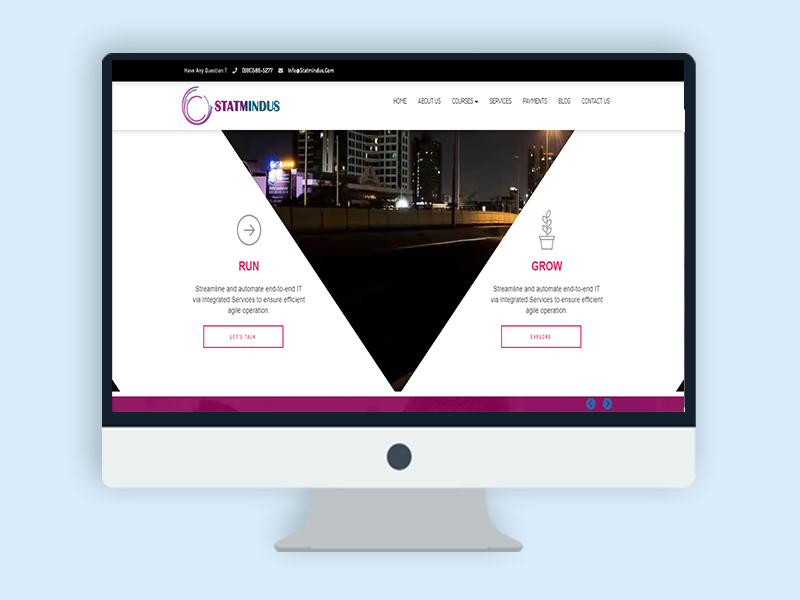 Have Any Question ? (681)586-5277 Info@Statmindus.Com
STATMINDUS
HOME ABOUT US COURSES SERVICES PAYMENTS BLOG CONTACT US
RUN
Streamline and automate end-to-end IT
via Integrated Services to ensure efficient
agile operation.
LET'S TALK
GROW
Streamline and automate end-to-end IT
via Integrated Services to ensure efficient
agile operation.
EXPLORE